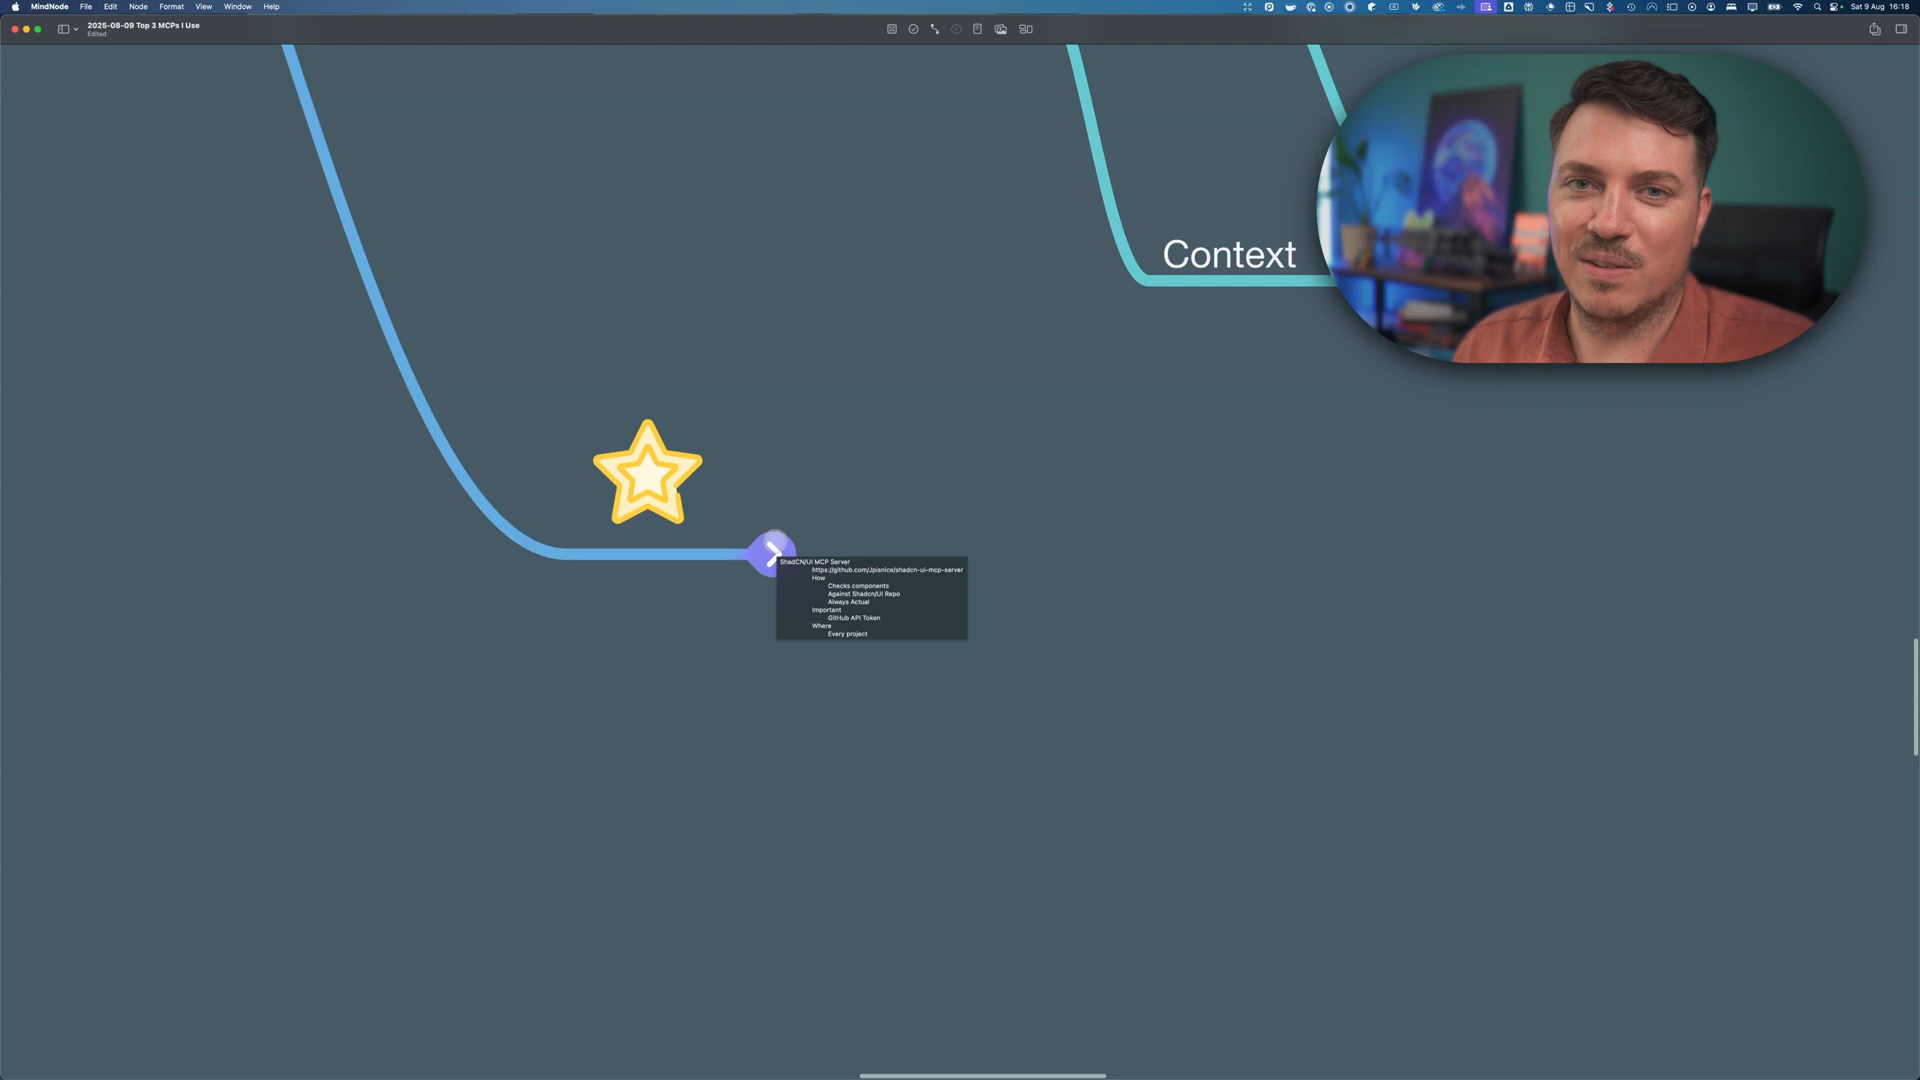 MindNode File Edit Node Format View Window Help
Sat 9 Aug 16:18
2025-08-09 Top 3 MCPs I Use
Edited
Context
ShadCN/UI MCP Server
https://github.com/Jpisnice/shadcn-ui-mcp-server
How
Checks components
Against Shadcn/UI Repo
Always Actual
Important
GitHub API Token
Where
Every project